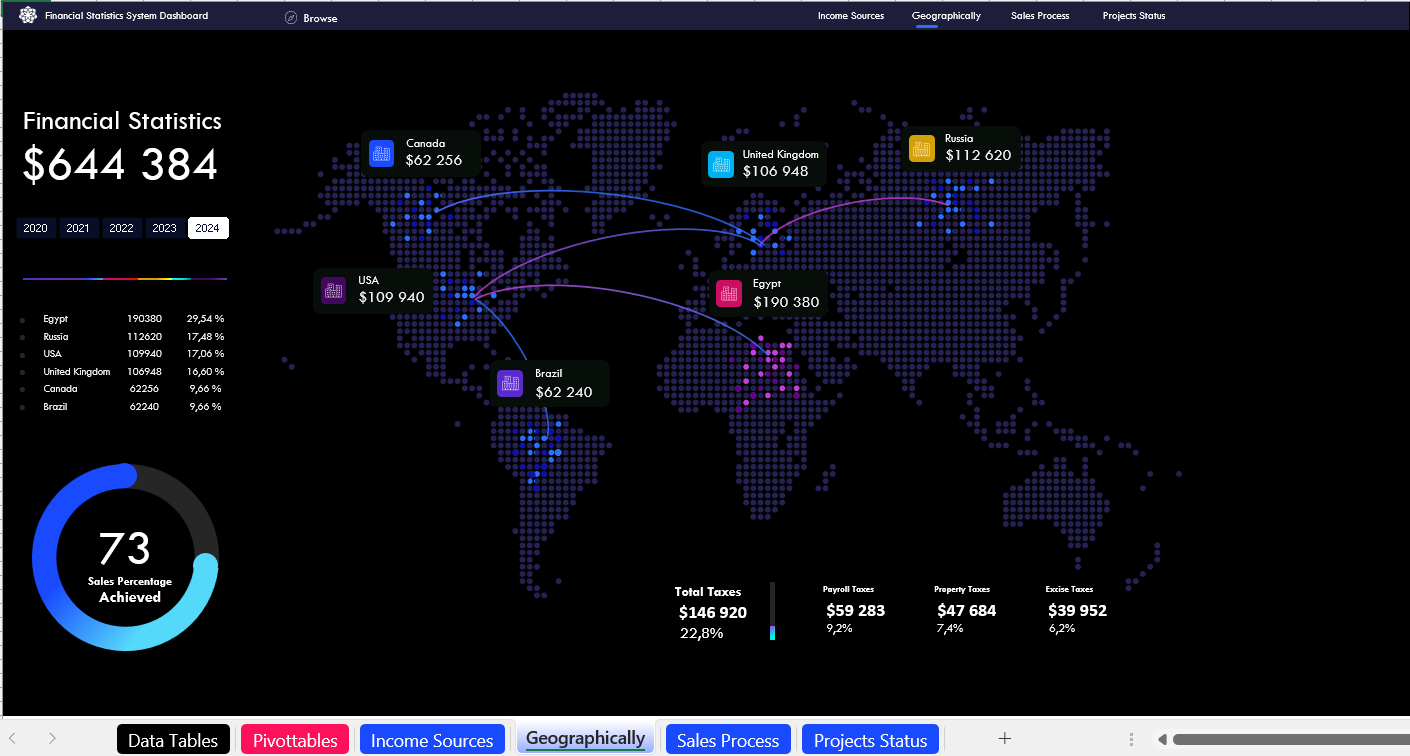 Financial Statistics System Dashboard
Browse
Income Sources
Geographically
Sales Process
Projects Status
Financial Statistics
$644 384
2020 2021 2022 2023 2024
Egypt 190380 29,54 %
Russia 112620 17,48 %
USA 109940 17,06 %
United Kingdom 106948 16,60 %
Canada 62256 9,66 %
Brazil 62240 9,66 %
73
Sales Percentage
Achieved
Canada
$62 256
United Kingdom
$106 948
Russia
$112 620
USA
$109 940
Egypt
$190 380
Brazil
$62 240
Total Taxes
$146 920
22,8%
Payroll Taxes
$59 283
9,2%
Property Taxes
$47 684
7,4%
Excise Taxes
$39 952
6,2%
Data Tables
Pivottables
Income Sources
Geographically
Sales Process
Projects Status